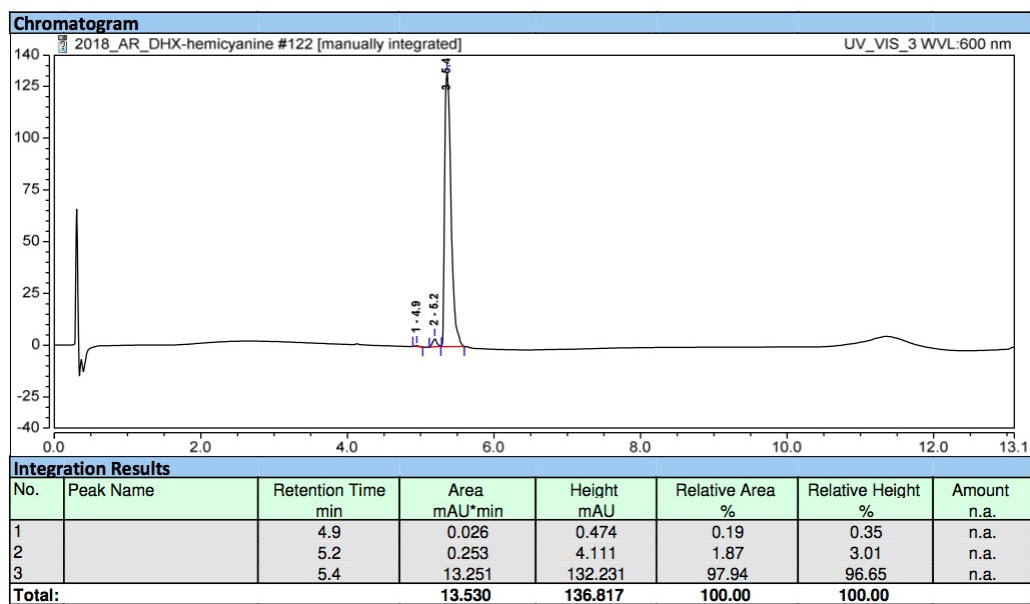 Chromatogram
2018_AR_DHX-hemicyanine #122 [manually integrated] UV_VIS_3 WVL:600 nm
140
125
100
75
50
25
0
-25
-40
1 - 4.9
2 - 5.2
3 - 5.4
0.0 2.0 4.0 6.0 8.0 10.0 12.0 13.1
Integration Results
No. Peak Name Retention Time Area Height Relative Area Relative Height Amount
min mAU*min mAU % % n.a.
1 4.9 0.026 0.474 0.19 0.35 n.a.
2 5.2 0.253 4.111 1.87 3.01 n.a.
3 5.4 13.251 132.231 97.94 96.65 n.a.
Total: 13.530 136.817 100.00 100.00